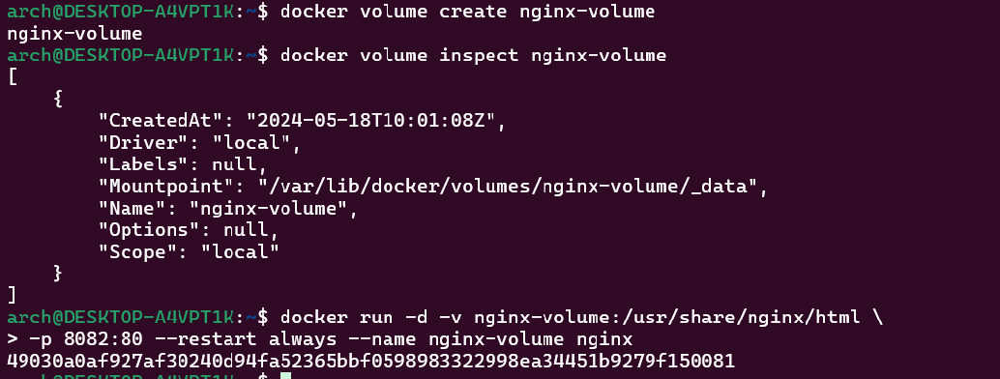 arch@DESKTOP-A4VPT1K:~$ docker volume create nginx-volume
nginx-volume
arch@DESKTOP-A4VPT1K:~$ docker volume inspect nginx-volume
[
    {
        "CreatedAt": "2024-05-18T10:01:08Z",
        "Driver": "local",
        "Labels": null,
        "Mountpoint": "/var/lib/docker/volumes/nginx-volume/_data",
        "Name": "nginx-volume",
        "Options": null,
        "Scope": "local"
    }
]
arch@DESKTOP-A4VPT1K:~$ docker run -d -v nginx-volume:/usr/share/nginx/html \
> -p 8082:80 --restart always --name nginx-volume nginx
49030a0af927af30240d94fa52365bbf0598983322998ea34451b9279f150081
arch@DESKTOP-A4VPT1K:~$